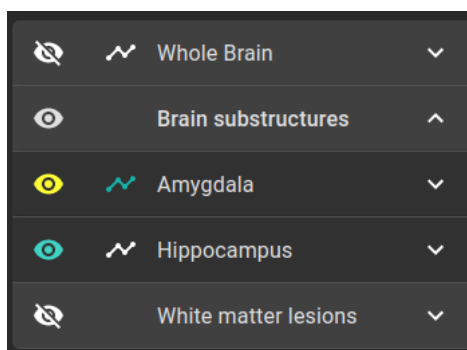 Whole Brain
Brain substructures
Amygdala
Hippocampus
White matter lesions